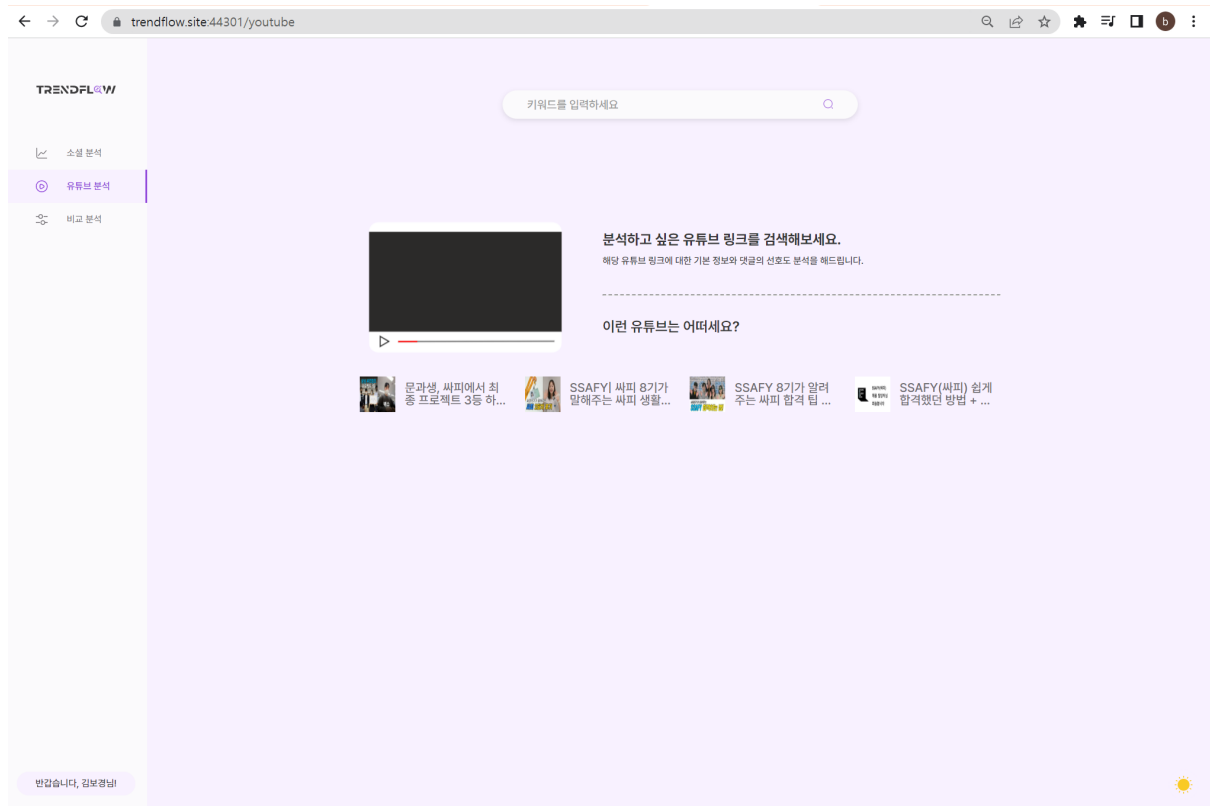 trendflow.site:44301/youtube
b
TRENDFLOW
키워드를 입력하세요
소셜 분석
유튜브 분석
비교 분석
분석하고 싶은 유튜브 링크를 검색해보세요.
해당 유튜브 링크에 대한 기본 정보와 댓글의 선호도 분석을 해드립니다.
이런 유튜브는 어떠세요?
문과생, 싸피에서 최
종 프로젝트 3등 하...
SSAFY| 싸피 8기가
말해주는 싸피 생활...
SSAFY 8기가 알려
주는 싸피 합격 팁 ...
SSAFY(싸피) 쉽게
합격했던 방법 + ...
반갑습니다, 김보경님!